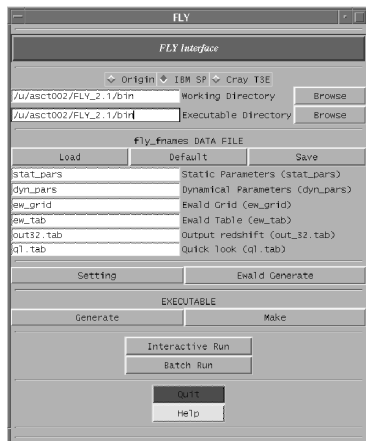 FLY
FLY Interface
Origin IBM SP Cray T3E
/u/asct002/FLY_2.1/bin Working Directory Browse
/u/asct002/FLY_2.1/bin Executable Directory Browse
fly_fnames DATA FILE
Load Default Save
stat_pars Static Parameters (stat_pars)
dyn_pars Dynamical Parameters (dyn_pars)
ew_grid Ewald Grid (ew_grid)
ew_tab Ewald Table (ew_tab)
out32.tab Output redshift (out_32.tab)
ql.tab Quick look (ql.tab)
Setting Ewald Generate
EXECUTABLE
Generate Make
Interactive Run
Batch Run
Quit
Help